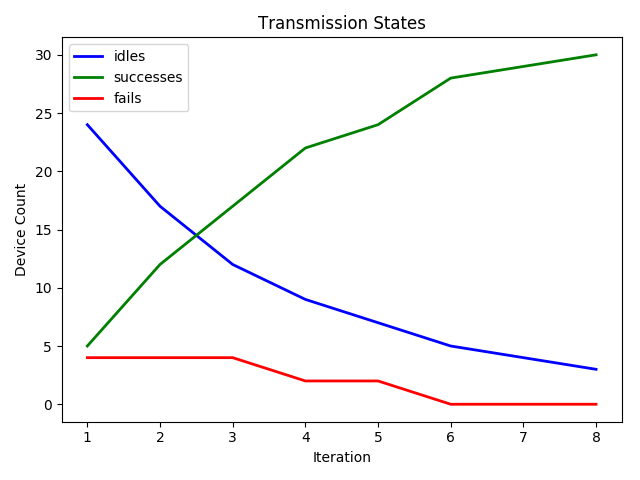 Transmission States
idles
successes
fails
Device Count
30
25
20
15
10
5
0
1 2 3 4 5 6 7 8
Iteration